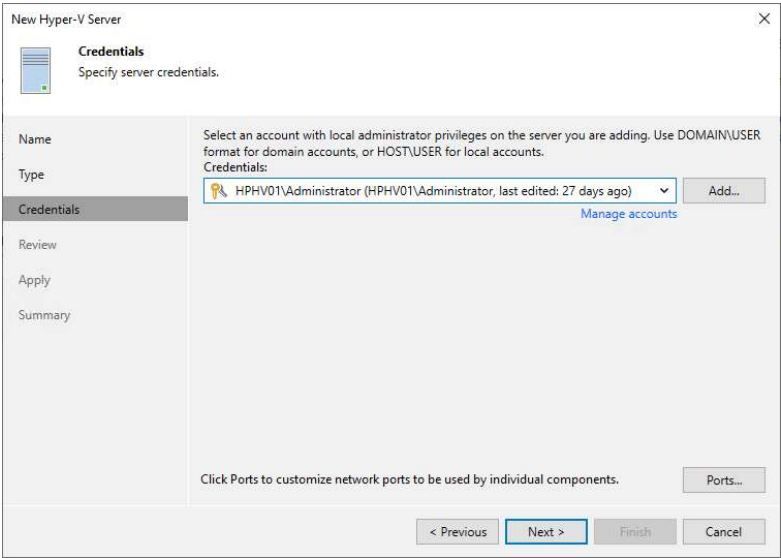 New Hyper-V Server
Credentials
Specify server credentials.
Name
Type
Credentials
Review
Apply
Summary
Select an account with local administrator privileges on the server you are adding. Use DOMAIN\USER
format for domain accounts, or HOST\USER for local accounts.
Credentials:
HPHV01\Administrator (HPHV01\Administrator, last edited: 27 days ago)
Add...
Manage accounts
Click Ports to customize network ports to be used by individual components.
Ports...
< Previous
Next >
Finish
Cancel